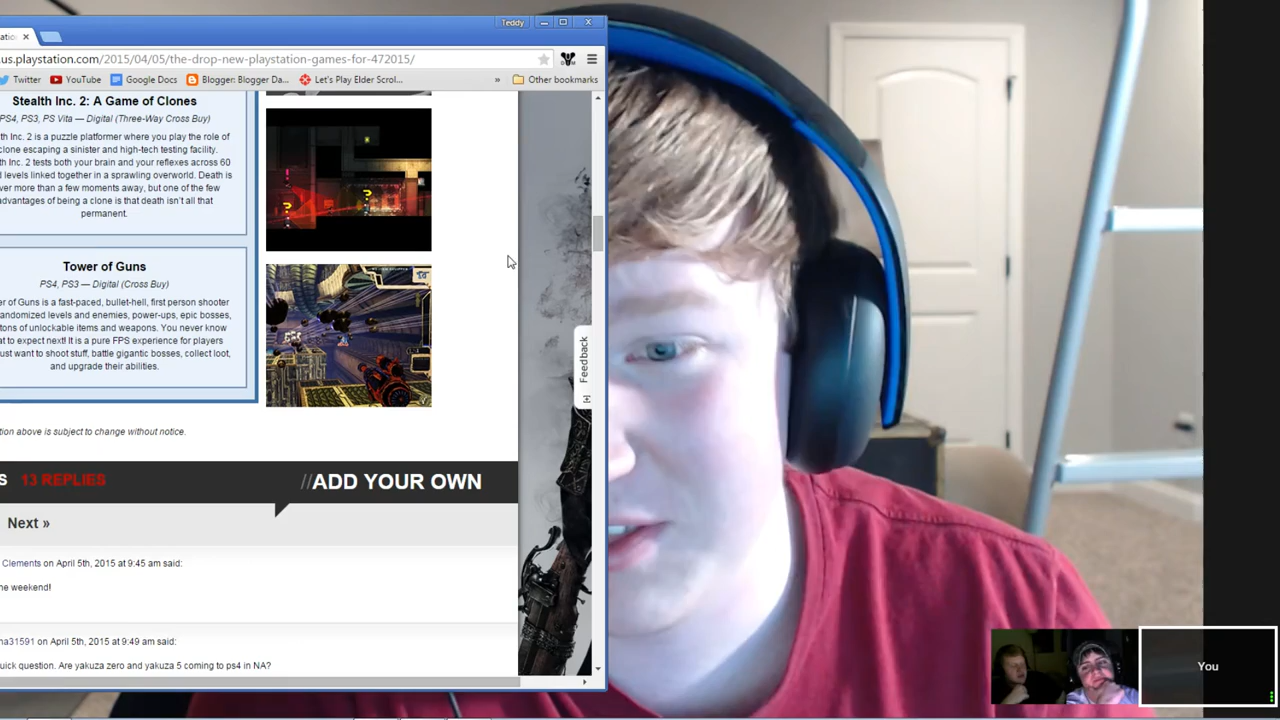 Teddy
us.playstation.com/2015/04/05/the-drop-new-playstation-games-for-472015/
Twitter YouTube Google Docs Blogger: Blogger Da... Let's Play Elder Scrol... » Other bookmarks
Stealth Inc. 2: A Game of Clones
PS4, PS3, PS Vita — Digital (Three-Way Cross Buy)
th Inc. 2 is a puzzle platformer where you play the role of
clone escaping a sinister and high-tech testing facility.
th Inc. 2 tests both your brain and your reflexes across 60
d levels linked together in a sprawling overworld. Death is
ver more than a few moments away, but one of the few
advantages of being a clone is that death isn't all that
permanent.
Tower of Guns
PS4, PS3 — Digital (Cross Buy)
er of Guns is a fast-paced, bullet-hell, first person shooter
randomized levels and enemies, power-ups, epic bosses,
tons of unlockable items and weapons. You never know
at to expect next! It is a pure FPS experience for players
just want to shoot stuff, battle gigantic bosses, collect loot,
and upgrade their abilities.
Feedback
[+]
tion above is subject to change without notice.
S 13 REPLIES //ADD YOUR OWN
Next »
Clements on April 5th, 2015 at 9:45 am said:
ne weekend!
na31591 on April 5th, 2015 at 9:49 am said:
uick question. Are yakuza zero and yakuza 5 coming to ps4 in NA?
You